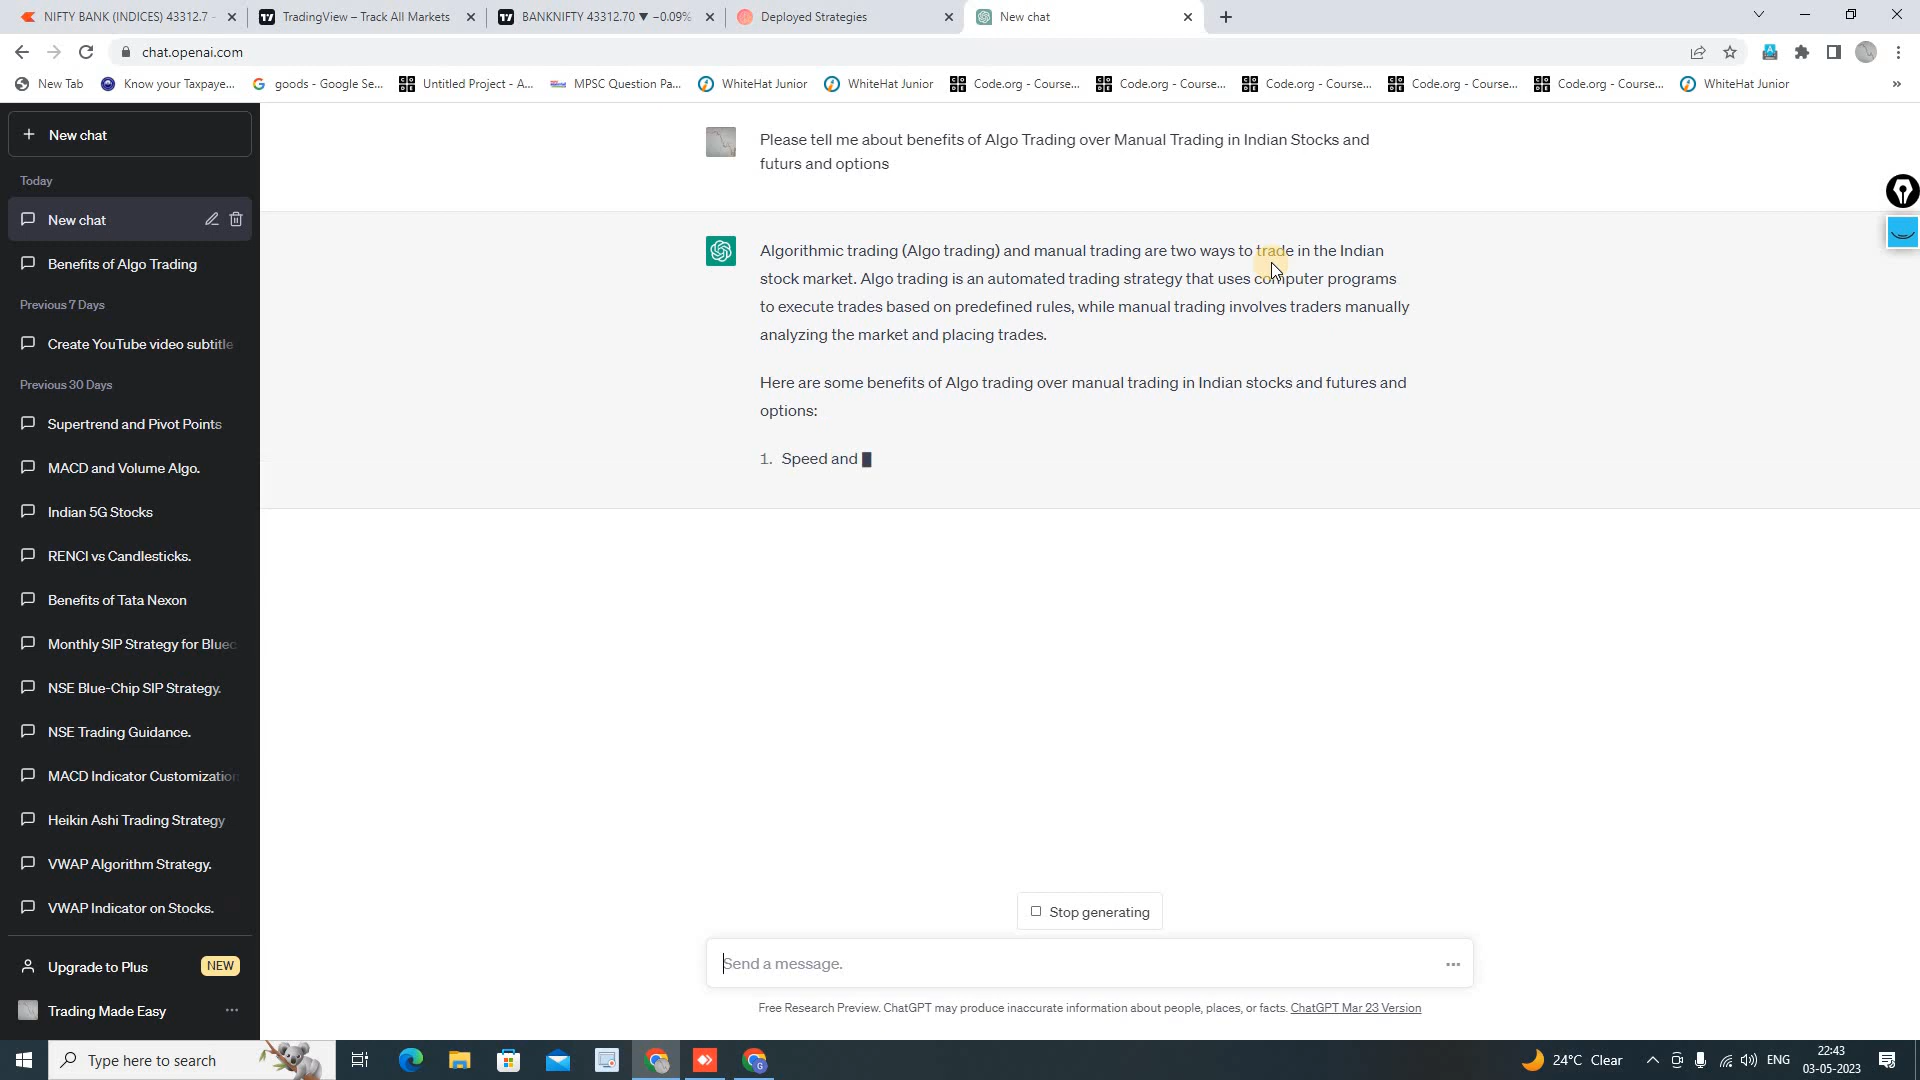 NIFTY BANK (INDICES) 43312.7 -
TradingView – Track All Markets
BANKNIFTY 43312.70 ▼ −0.09%
Deployed Strategies
New chat
chat.openai.com
New Tab
Know your Taxpaye...
goods - Google Se...
Untitled Project - A...
MPSC Question Pa...
WhiteHat Junior
WhiteHat Junior
Code.org - Course...
Code.org - Course...
Code.org - Course...
Code.org - Course...
Code.org - Course...
WhiteHat Junior
»
+ New chat
Today
New chat
Benefits of Algo Trading
Previous 7 Days
Create YouTube video subtitle
Previous 30 Days
Supertrend and Pivot Points
MACD and Volume Algo.
Indian 5G Stocks
RENCI vs Candlesticks.
Benefits of Tata Nexon
Monthly SIP Strategy for Bluec
NSE Blue-Chip SIP Strategy.
NSE Trading Guidance.
MACD Indicator Customization
Heikin Ashi Trading Strategy
VWAP Algorithm Strategy.
VWAP Indicator on Stocks.
Upgrade to Plus NEW
Trading Made Easy ...
Please tell me about benefits of Algo Trading over Manual Trading in Indian Stocks and
futurs and options
Algorithmic trading (Algo trading) and manual trading are two ways to trade in the Indian
stock market. Algo trading is an automated trading strategy that uses computer programs
to execute trades based on predefined rules, while manual trading involves traders manually
analyzing the market and placing trades.
Here are some benefits of Algo trading over manual trading in Indian stocks and futures and
options:
1. Speed and
Stop generating
Send a message.
Free Research Preview. ChatGPT may produce inaccurate information about people, places, or facts. ChatGPT Mar 23 Version
Type here to search
24°C Clear
ENG
22:43
03-05-2023